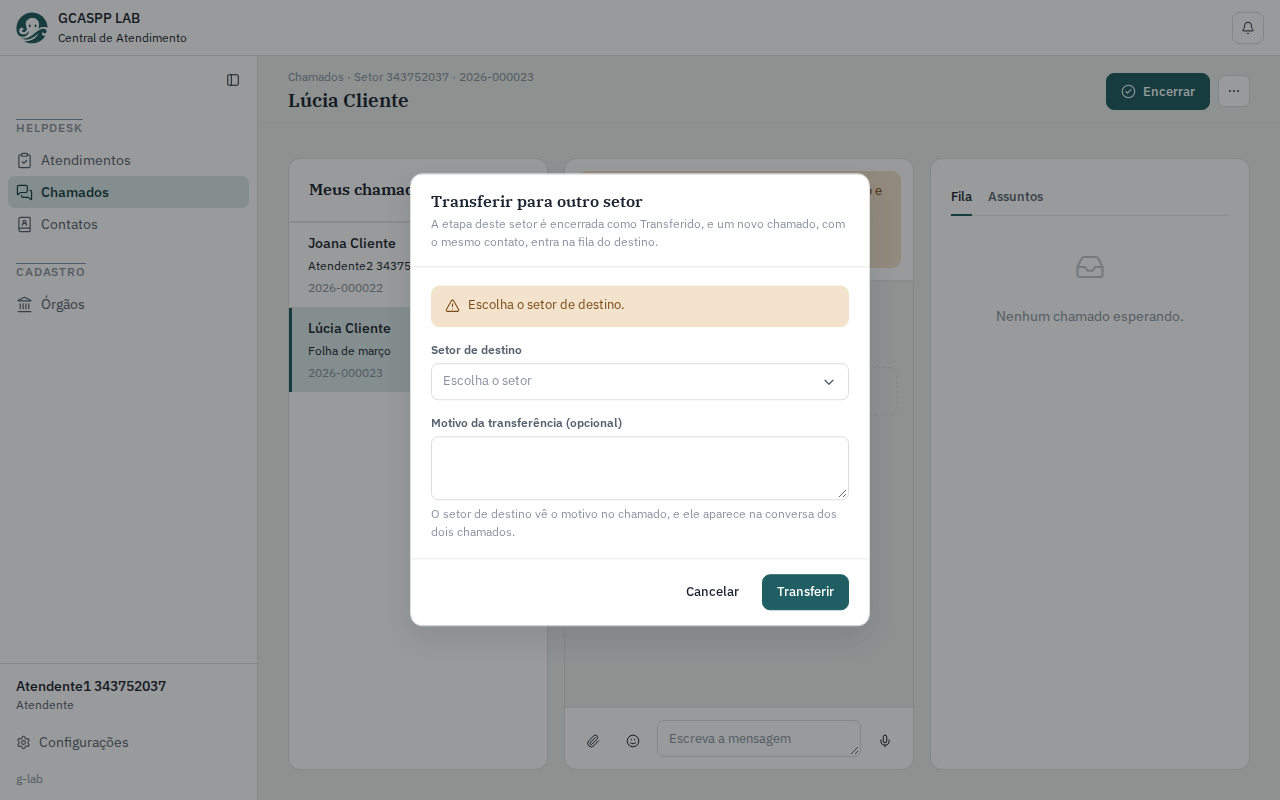 GCASPP LAB
Central de Atendimento
HELPDESK
Atendimentos
Chamados
Contatos
CADASTRO
Órgãos
Atendente1 343752037
Atendente
Configurações
g-lab
Chamados · Setor 343752037 · 2026-000023
Lúcia Cliente
Encerrar
Meus chamad
Joana Cliente
Atendente2 34375
2026-000022
Lúcia Cliente
Folha de março
2026-000023
o e
Transferir para outro setor
A etapa deste setor é encerrada como Transferido, e um novo chamado, com
o mesmo contato, entra na fila do destino.
Escolha o setor de destino.
Setor de destino
Escolha o setor
Motivo da transferência (opcional)
O setor de destino vê o motivo no chamado, e ele aparece na conversa dos
dois chamados.
Cancelar
Transferir
Escreva a mensagem
Fila
Assuntos
Nenhum chamado esperando.